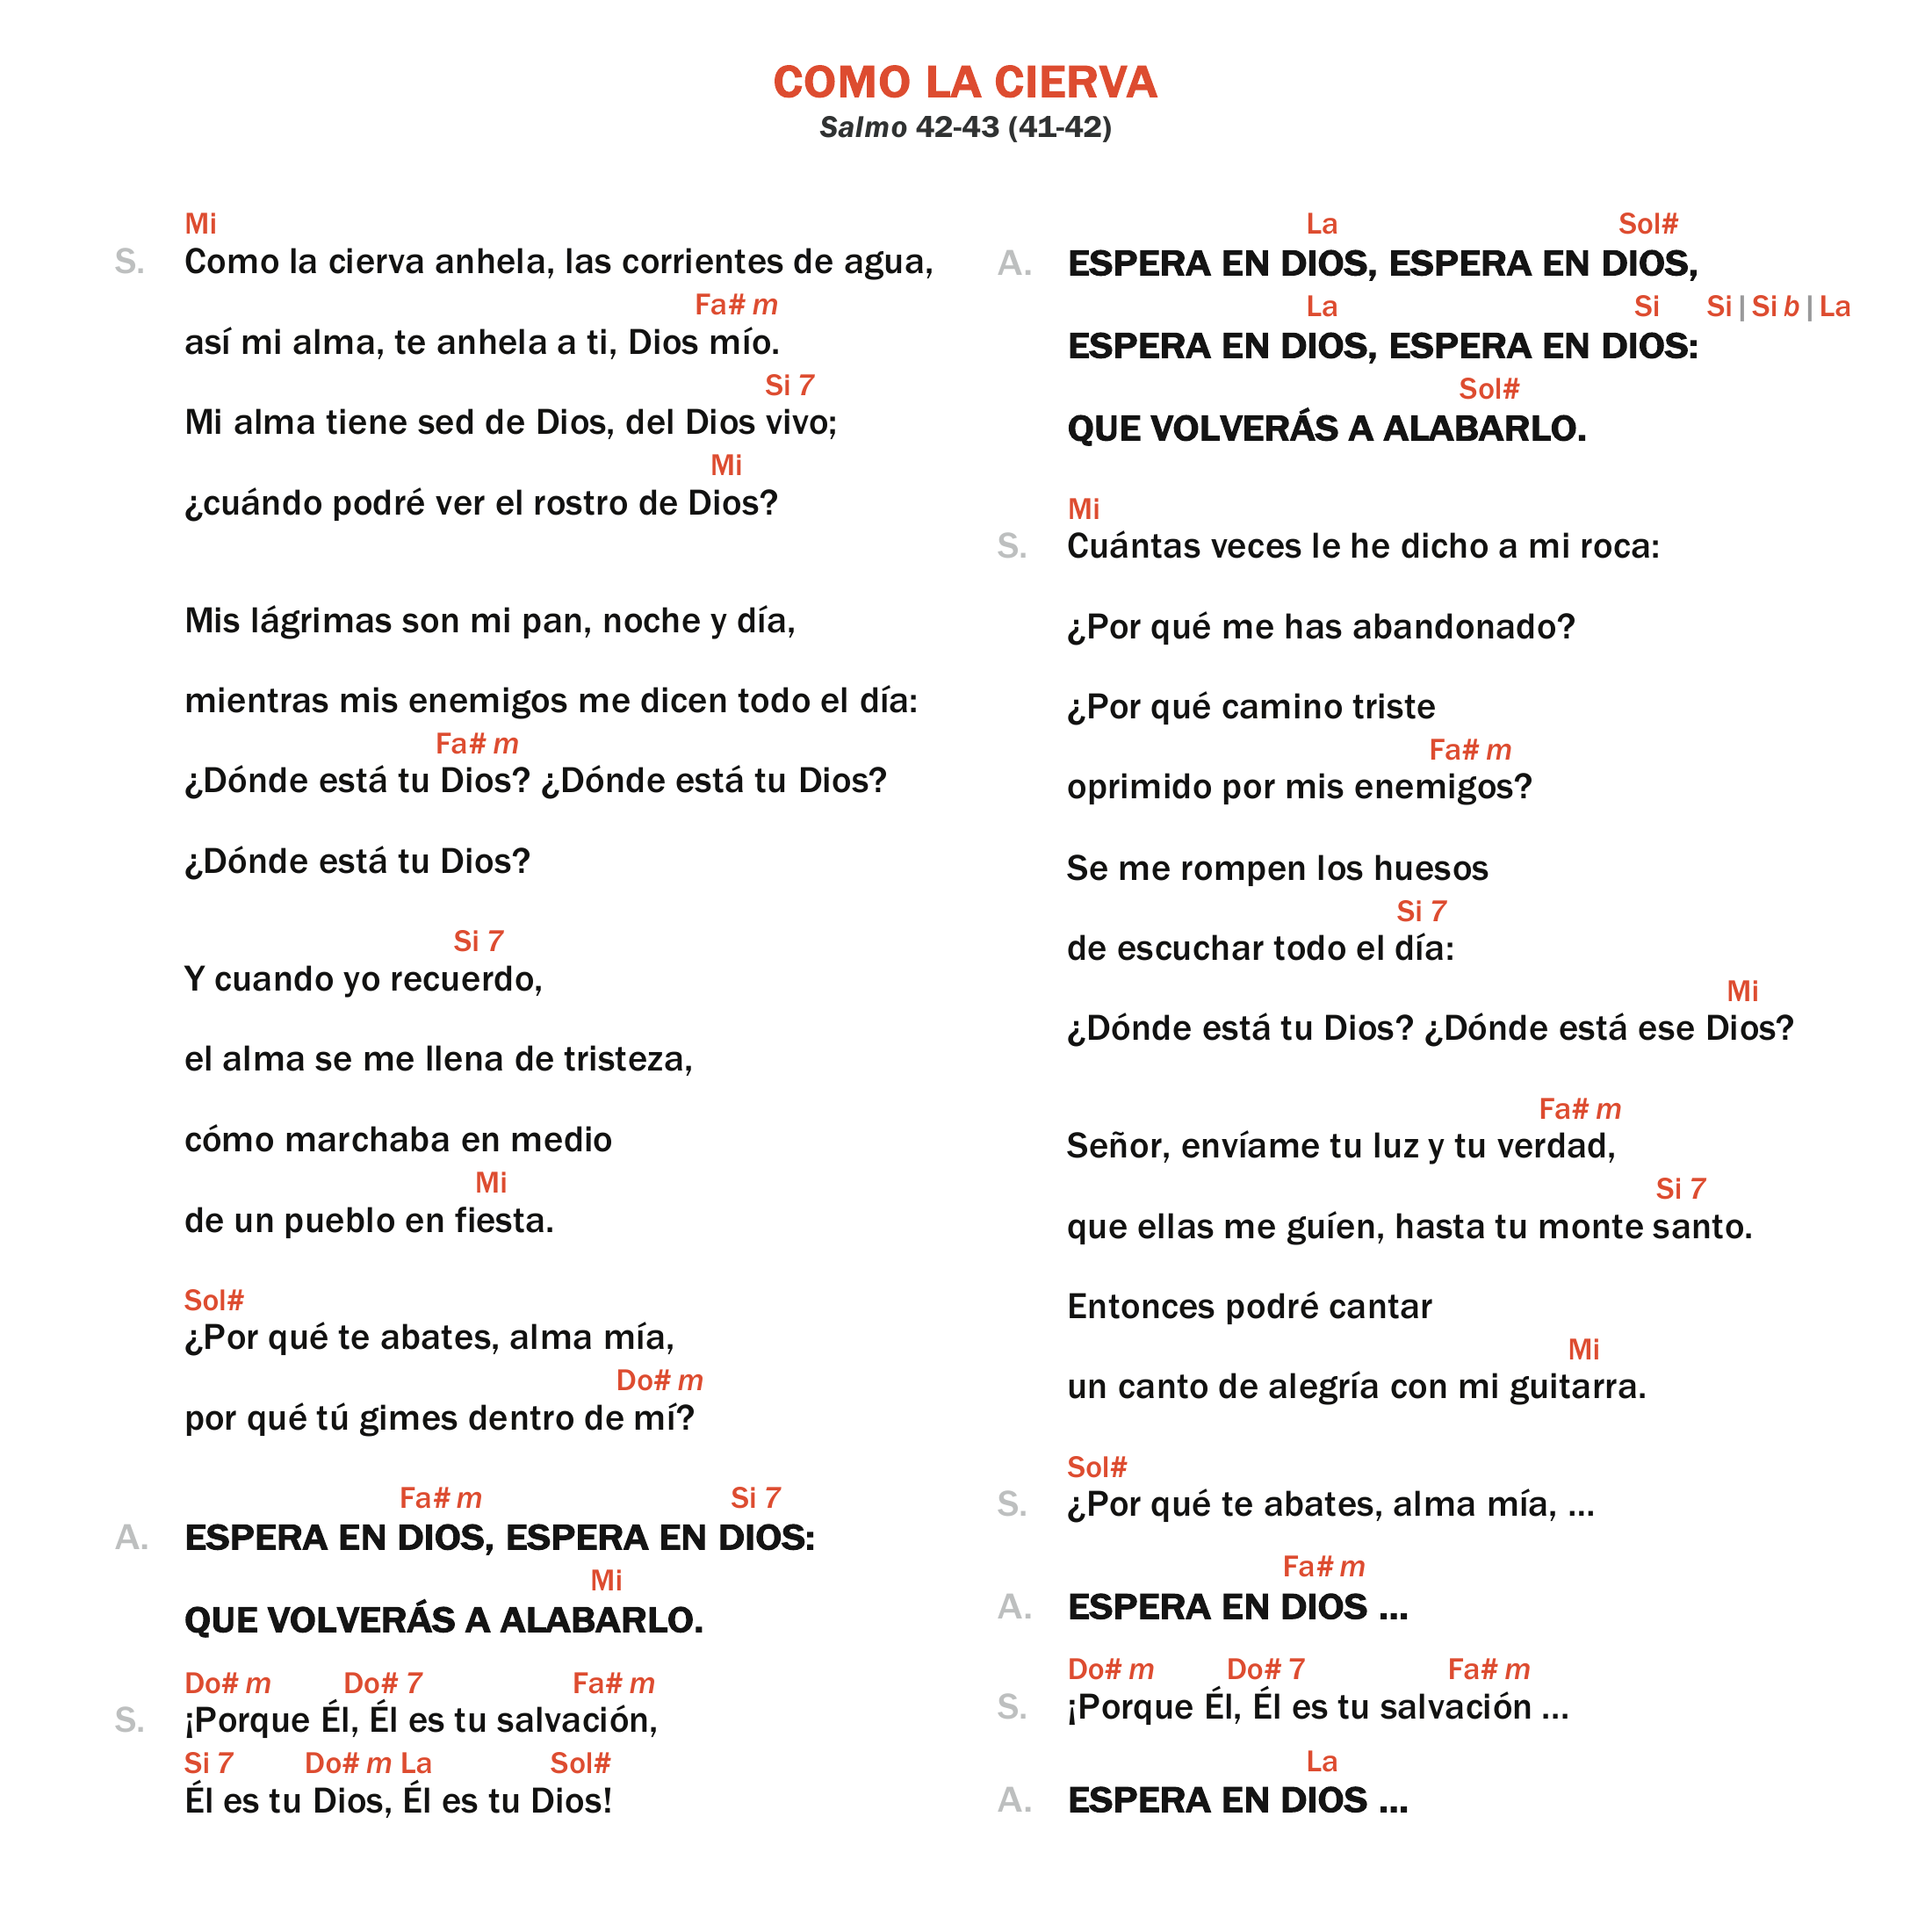 COMO LA CIERVA
Salmo 42-43 (41-42)
Mi
S. Como la cierva anhela, las corrientes de agua,
Fa# m
así mi alma, te anhela a ti, Dios mío.
Si 7
Mi alma tiene sed de Dios, del Dios vivo;
Mi
¿cuándo podré ver el rostro de Dios?
Mis lágrimas son mi pan, noche y día,
mientras mis enemigos me dicen todo el día:
Fa# m
¿Dónde está tu Dios? ¿Dónde está tu Dios?
¿Dónde está tu Dios?
Si 7
Y cuando yo recuerdo,
el alma se me llena de tristeza,
cómo marchaba en medio
Mi
de un pueblo en fiesta.
Sol#
¿Por qué te abates, alma mía,
Do# m
por qué tú gimes dentro de mí?
Fa# m Si 7
A. ESPERA EN DIOS, ESPERA EN DIOS:
Mi
QUE VOLVERÁS A ALABARLO.
Do# m Do# 7 Fa# m
S. ¡Porque Él, Él es tu salvación,
Si 7 Do# m La Sol#
Él es tu Dios, Él es tu Dios!
La Sol#
A. ESPERA EN DIOS, ESPERA EN DIOS,
La Si Si | Si b | La
ESPERA EN DIOS, ESPERA EN DIOS:
Sol#
QUE VOLVERÁS A ALABARLO.
Mi
S. Cuántas veces le he dicho a mi roca:
¿Por qué me has abandonado?
¿Por qué camino triste
Fa# m
oprimido por mis enemigos?
Se me rompen los huesos
Si 7
de escuchar todo el día:
Mi
¿Dónde está tu Dios? ¿Dónde está ese Dios?
Fa# m
Señor, envíame tu luz y tu verdad,
Si 7
que ellas me guíen, hasta tu monte santo.
Entonces podré cantar
Mi
un canto de alegría con mi guitarra.
Sol#
S. ¿Por qué te abates, alma mía, ...
Fa# m
A. ESPERA EN DIOS ...
Do# m Do# 7 Fa# m
S. ¡Porque Él, Él es tu salvación ...
La
A. ESPERA EN DIOS ...